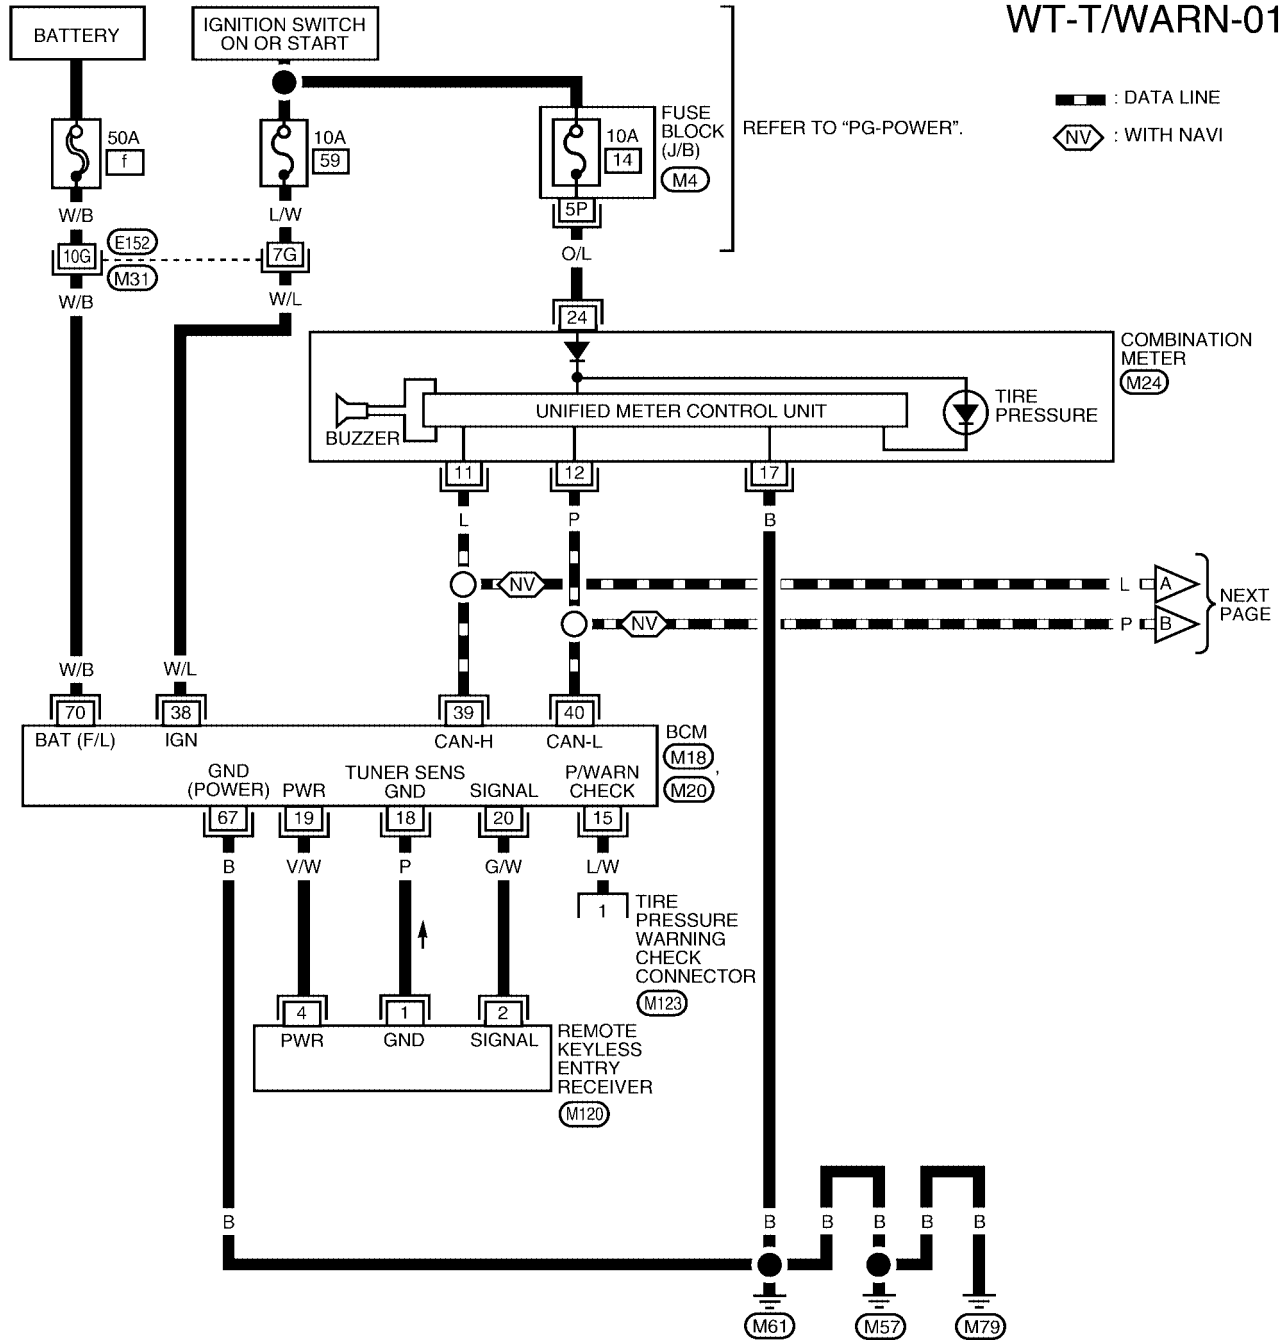 WT-T/WARN-01
BATTERY
IGNITION SWITCH
ON OR START
: DATA LINE
NV : WITH NAVI
50A
f
10A
59
10A
14
FUSE
BLOCK
(J/B)
M4
REFER TO "PG-POWER".
5P
W/B
L/W
10G
E152
M31
7G
O/L
W/B
W/L
24
COMBINATION
METER
M24
UNIFIED METER CONTROL UNIT
BUZZER
TIRE
PRESSURE
11
12
17
L
P
B
NV
L
A
NV
P
B
NEXT
PAGE
W/B
W/L
70
38
39
40
BAT (F/L)
IGN
CAN-H
CAN-L
BCM
M18 ,
M20
GND
(POWER)
PWR
TUNER SENS
GND
SIGNAL
P/WARN
CHECK
67
19
18
20
15
B
V/W
P
G/W
L/W
1
TIRE
PRESSURE
WARNING
CHECK
CONNECTOR
M123
4
1
2
PWR
GND
SIGNAL
REMOTE
KEYLESS
ENTRY
RECEIVER
M120
B
B
B
B
B
B
M61
M57
M79